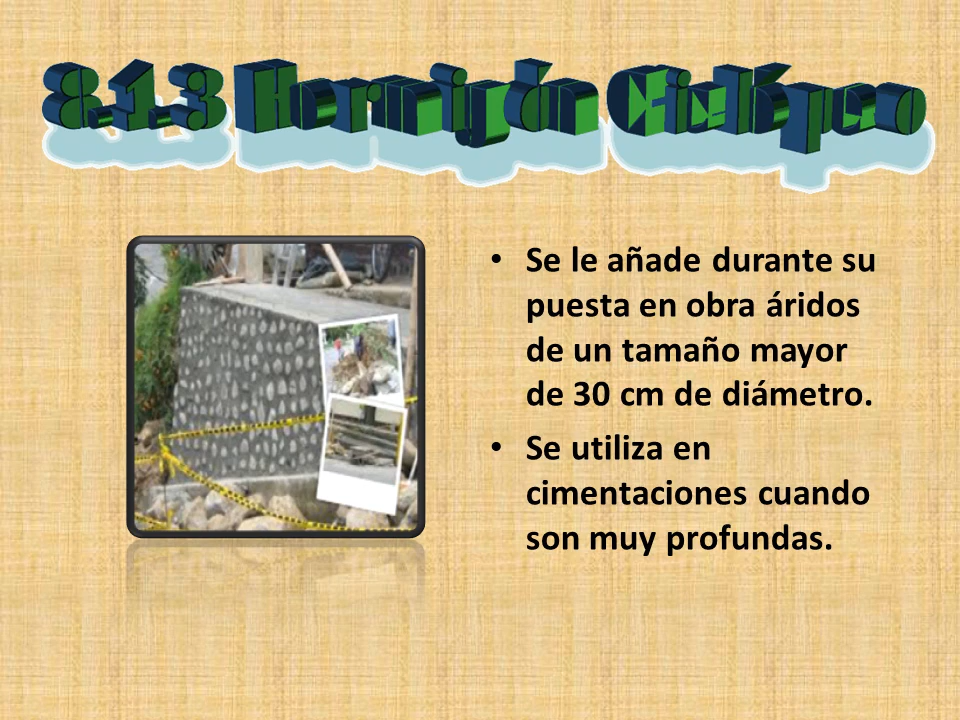 8.1.3 Hormigón Ciclópeo
• Se le añade durante su
puesta en obra áridos
de un tamaño mayor
de 30 cm de diámetro.
• Se utiliza en
cimentaciones cuando
son muy profundas.